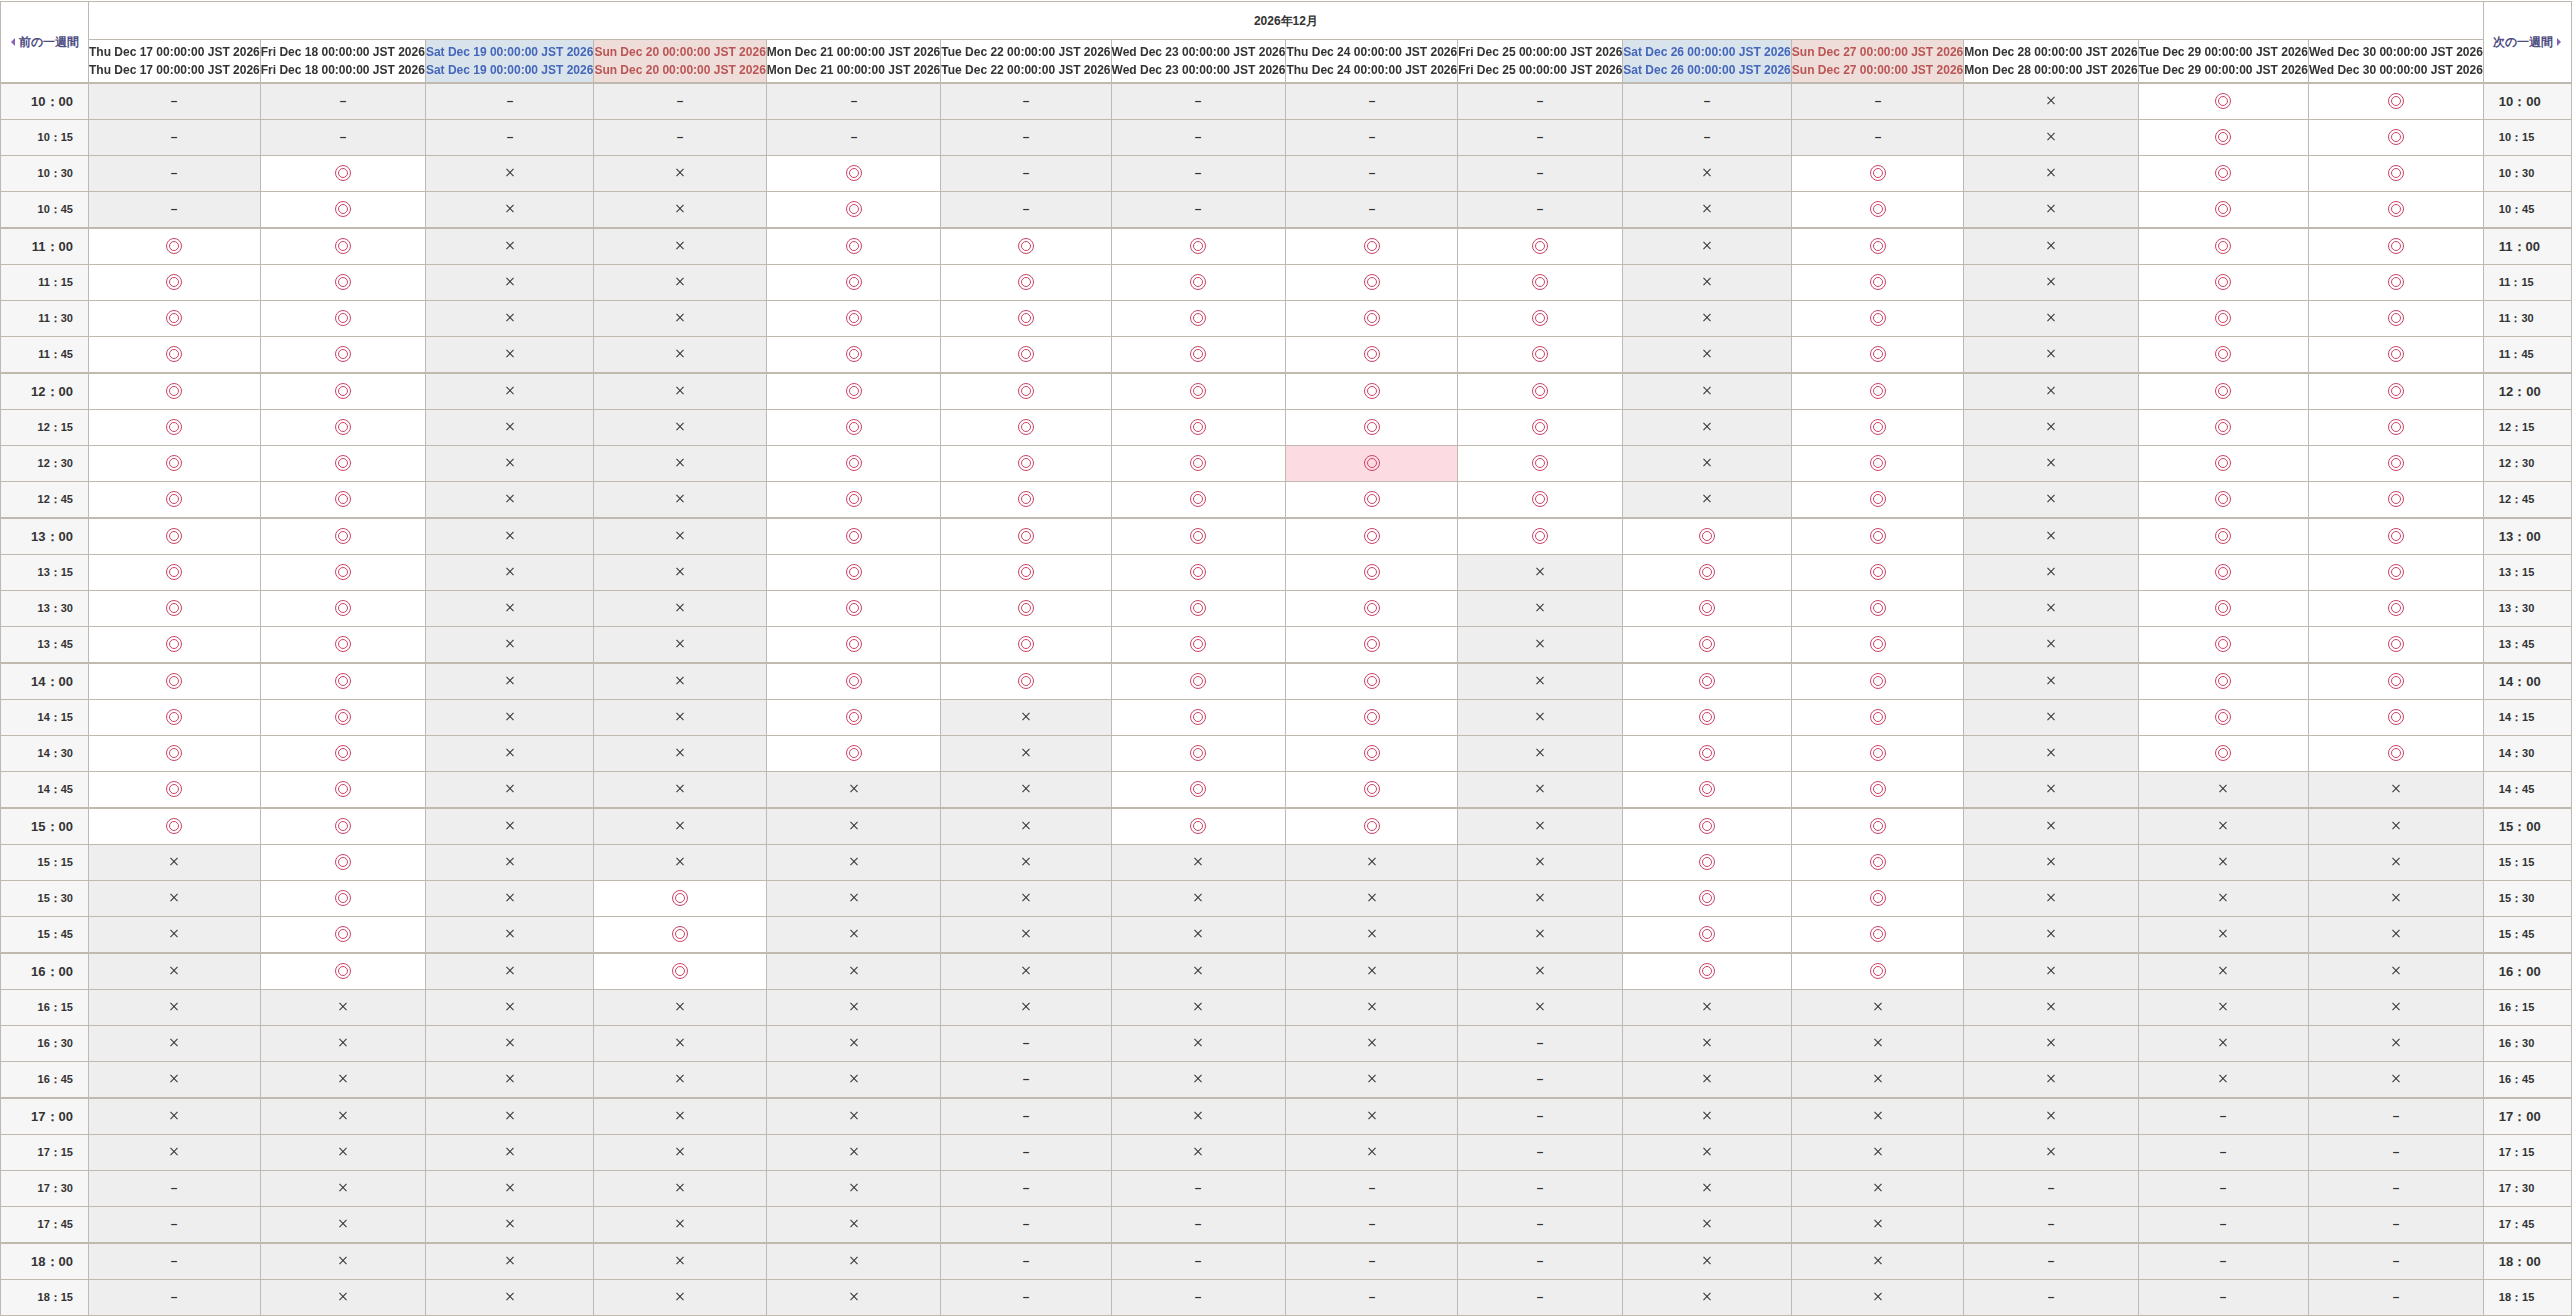 2026年12月
前の一週間 次の一週間
Thu Dec 17 00:00:00 JST 2026 Fri Dec 18 00:00:00 JST 2026 Sat Dec 19 00:00:00 JST 2026 Sun Dec 20 00:00:00 JST 2026 Mon Dec 21 00:00:00 JST 2026 Tue Dec 22 00:00:00 JST 2026 Wed Dec 23 00:00:00 JST 2026 Thu Dec 24 00:00:00 JST 2026 Fri Dec 25 00:00:00 JST 2026 Sat Dec 26 00:00:00 JST 2026 Sun Dec 27 00:00:00 JST 2026 Mon Dec 28 00:00:00 JST 2026 Tue Dec 29 00:00:00 JST 2026 Wed Dec 30 00:00:00 JST 2026
Thu Dec 17 00:00:00 JST 2026 Fri Dec 18 00:00:00 JST 2026 Sat Dec 19 00:00:00 JST 2026 Sun Dec 20 00:00:00 JST 2026 Mon Dec 21 00:00:00 JST 2026 Tue Dec 22 00:00:00 JST 2026 Wed Dec 23 00:00:00 JST 2026 Thu Dec 24 00:00:00 JST 2026 Fri Dec 25 00:00:00 JST 2026 Sat Dec 26 00:00:00 JST 2026 Sun Dec 27 00:00:00 JST 2026 Mon Dec 28 00:00:00 JST 2026 Tue Dec 29 00:00:00 JST 2026 Wed Dec 30 00:00:00 JST 2026
10：00 – – – – – – – – – – – × ◎ ◎ 10：00
10：15 – – – – – – – – – – – × ◎ ◎ 10：15
10：30 – ◎ × × ◎ – – – – × ◎ × ◎ ◎ 10：30
10：45 – ◎ × × ◎ – – – – × ◎ × ◎ ◎ 10：45
11：00 ◎ ◎ × × ◎ ◎ ◎ ◎ ◎ × ◎ × ◎ ◎ 11：00
11：15 ◎ ◎ × × ◎ ◎ ◎ ◎ ◎ × ◎ × ◎ ◎ 11：15
11：30 ◎ ◎ × × ◎ ◎ ◎ ◎ ◎ × ◎ × ◎ ◎ 11：30
11：45 ◎ ◎ × × ◎ ◎ ◎ ◎ ◎ × ◎ × ◎ ◎ 11：45
12：00 ◎ ◎ × × ◎ ◎ ◎ ◎ ◎ × ◎ × ◎ ◎ 12：00
12：15 ◎ ◎ × × ◎ ◎ ◎ ◎ ◎ × ◎ × ◎ ◎ 12：15
12：30 ◎ ◎ × × ◎ ◎ ◎ ◎ ◎ × ◎ × ◎ ◎ 12：30
12：45 ◎ ◎ × × ◎ ◎ ◎ ◎ ◎ × ◎ × ◎ ◎ 12：45
13：00 ◎ ◎ × × ◎ ◎ ◎ ◎ ◎ ◎ ◎ × ◎ ◎ 13：00
13：15 ◎ ◎ × × ◎ ◎ ◎ ◎ × ◎ ◎ × ◎ ◎ 13：15
13：30 ◎ ◎ × × ◎ ◎ ◎ ◎ × ◎ ◎ × ◎ ◎ 13：30
13：45 ◎ ◎ × × ◎ ◎ ◎ ◎ × ◎ ◎ × ◎ ◎ 13：45
14：00 ◎ ◎ × × ◎ ◎ ◎ ◎ × ◎ ◎ × ◎ ◎ 14：00
14：15 ◎ ◎ × × ◎ × ◎ ◎ × ◎ ◎ × ◎ ◎ 14：15
14：30 ◎ ◎ × × ◎ × ◎ ◎ × ◎ ◎ × ◎ ◎ 14：30
14：45 ◎ ◎ × × × × ◎ ◎ × ◎ ◎ × × × 14：45
15：00 ◎ ◎ × × × × ◎ ◎ × ◎ ◎ × × × 15：00
15：15 × ◎ × × × × × × × ◎ ◎ × × × 15：15
15：30 × ◎ × ◎ × × × × × ◎ ◎ × × × 15：30
15：45 × ◎ × ◎ × × × × × ◎ ◎ × × × 15：45
16：00 × ◎ × ◎ × × × × × ◎ ◎ × × × 16：00
16：15 × × × × × × × × × × × × × × 16：15
16：30 × × × × × – × × – × × × × × 16：30
16：45 × × × × × – × × – × × × × × 16：45
17：00 × × × × × – × × – × × × – – 17：00
17：15 × × × × × – × × – × × × – – 17：15
17：30 – × × × × – – – – × × – – – 17：30
17：45 – × × × × – – – – × × – – – 17：45
18：00 – × × × × – – – – × × – – – 18：00
18：15 – × × × × – – – – × × – – – 18：15